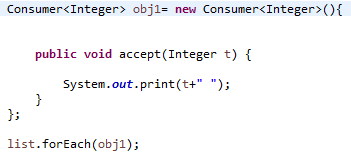 Consumer<Integer> obj1= new Consumer<Integer>(){
public void accept(Integer t) {
System.out.print(t+" ");
}
};
list.forEach(obj1);